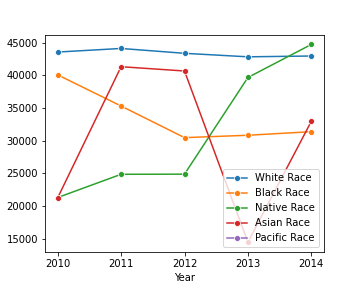 45000
40000
35000
30000
25000
20000
15000
2010 2011 2012 2013 2014
Year
White Race
Black Race
Native Race
Asian Race
Pacific Race